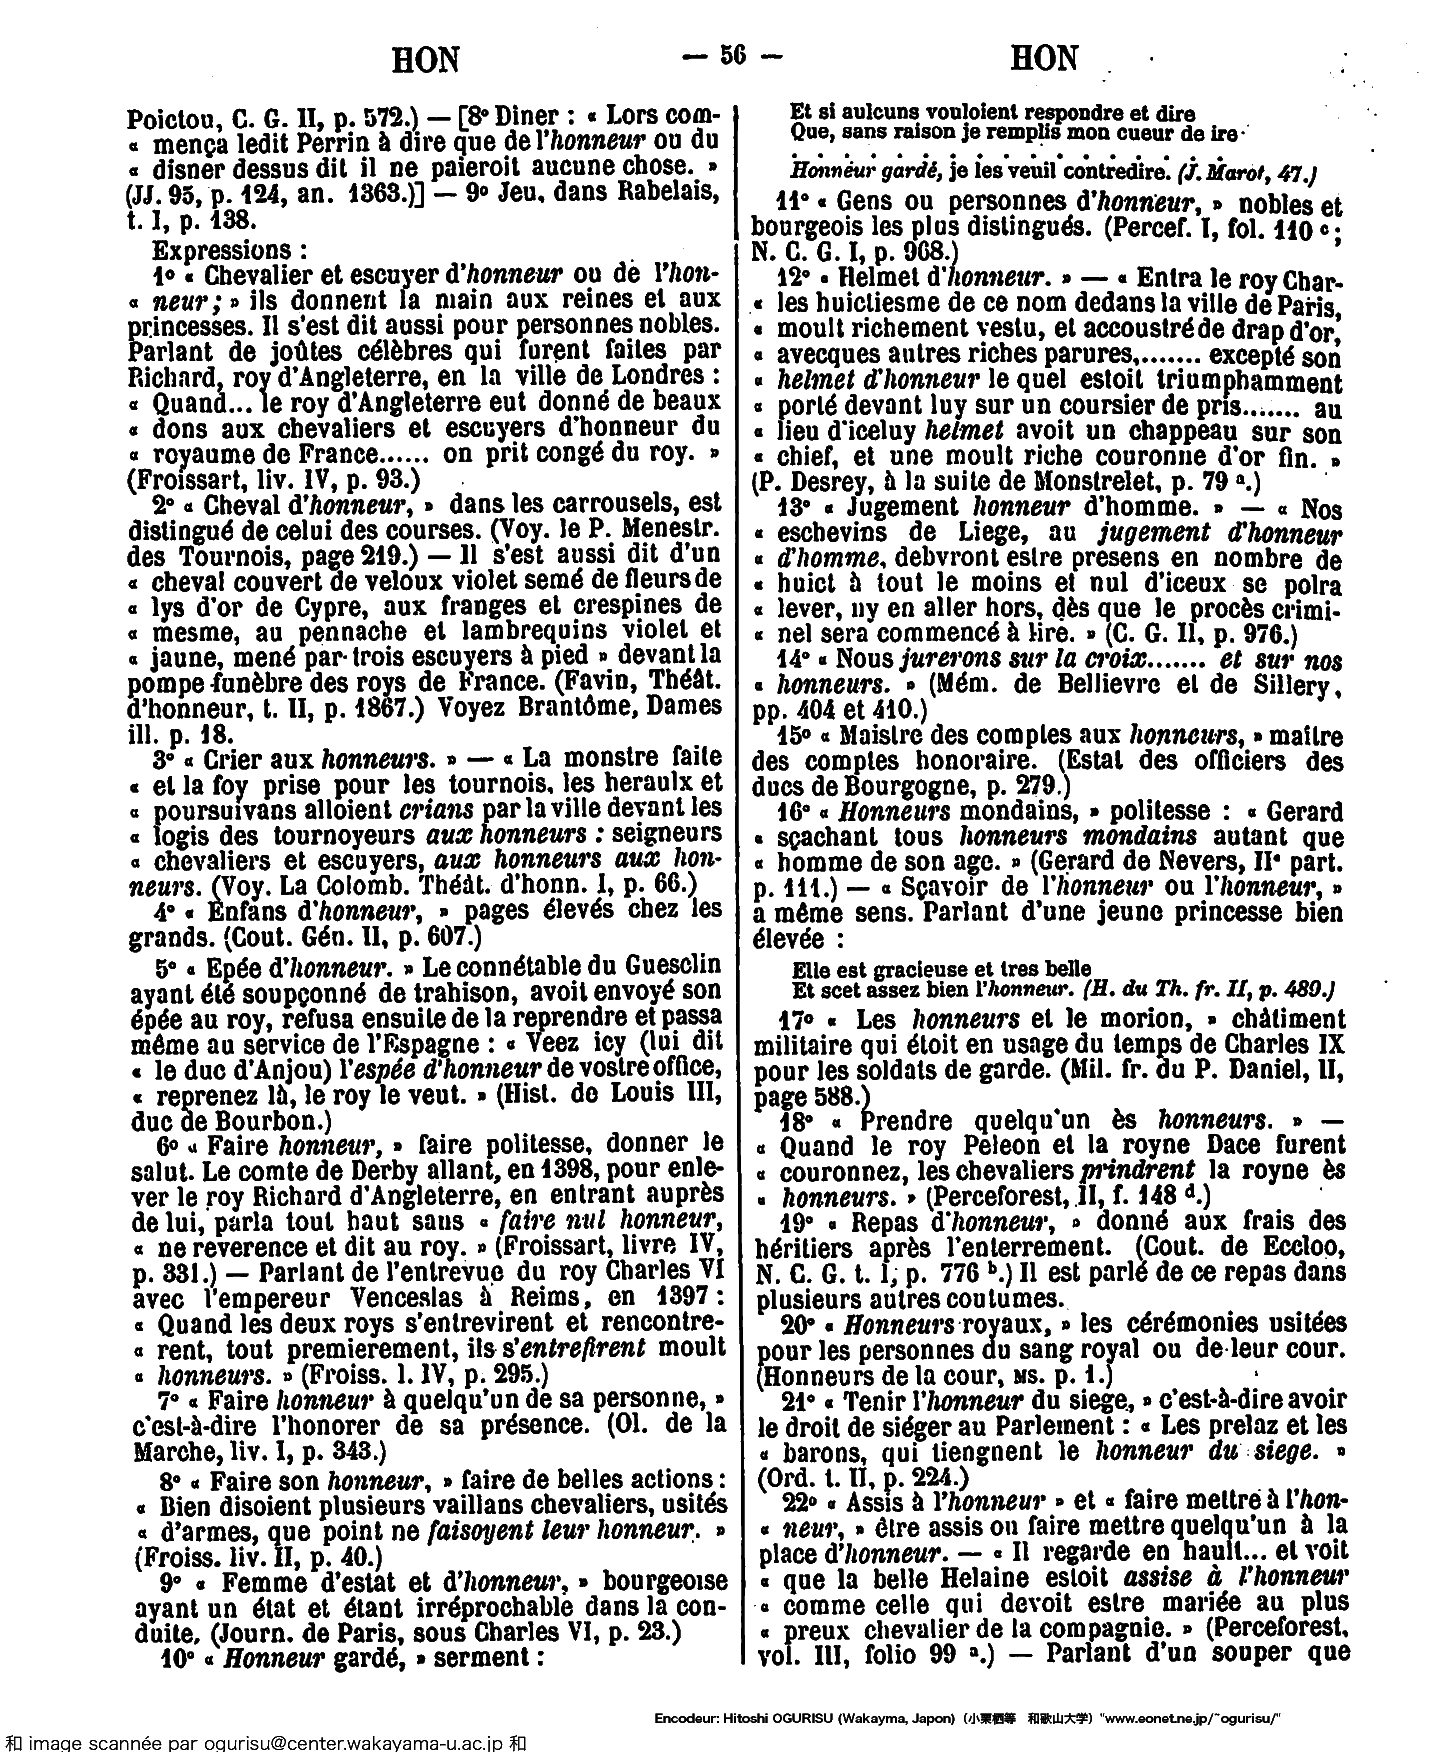 HON — 56 — HON
Poictou, C. G. II, p. 572.) — [8° Diner : « Lors com-
« mença ledit Perrin à dire que de l'honneur ou du
« disner dessus dit il ne paieroit aucune chose. »
(JJ. 95, p. 124, an. 1363.)] — 9° Jeu, dans Rabelais,
t. I, p. 138.
Expressions :
1° « Chevalier et escuyer d'honneur ou de l'hon-
« neur ; » ils donnent la main aux reines et aux
princesses. Il s'est dit aussi pour personnes nobles.
Parlant de joûtes célèbres qui furent faites par
Richard, roy d'Angleterre, en la ville de Londres :
« Quand... le roy d'Angleterre eut donné de beaux
« dons aux chevaliers et escuyers d'honneur du
« royaume de France...... on prit congé du roy. »
(Froissart, liv. IV, p. 93.)
2° « Cheval d'honneur, » dans les carrousels, est
distingué de celui des courses. (Voy. le P. Menestr.
des Tournois, page 219.) — Il s'est aussi dit d'un
« cheval couvert de veloux violet semé de fleurs de
« lys d'or de Cypre, aux franges et crespines de
« mesme, au pennache et lambrequins violet et
« jaune, mené par trois escuyers à pied » devant la
pompe funèbre des roys de France. (Favin, Théât.
d'honneur, t. II, p. 1867.) Voyez Brantôme, Dames
ill. p. 18.
3° « Crier aux honneurs. » — « La monstre faite
« et la foy prise pour les tournois, les heraulx et
« poursuivans alloient crians par la ville devant les
« logis des tournoyeurs aux honneurs : seigneurs
« chevaliers et escuyers, aux honneurs aux hon-
neurs. (Voy. La Colomb. Théât. d'honn. I, p. 66.)
4° « Enfans d'honneur, » pages élevés chez les
grands. (Cout. Gén. II, p. 607.)
5° « Epée d'honneur. » Le connétable du Guesclin
ayant été soupçonné de trahison, avoit envoyé son
épée au roy, refusa ensuite de la reprendre et passa
même au service de l'Espagne : « Veez icy (lui dit
« le duc d'Anjou) l'espée d'honneur de vostre office,
« reprenez là, le roy le veut. » (Hist. de Louis III,
duc de Bourbon.)
6° « Faire honneur, » faire politesse, donner le
salut. Le comte de Derby allant, en 1398, pour enle-
ver le roy Richard d'Angleterre, en entrant auprès
de lui, parla tout haut sans « faire nul honneur,
« ne reverence et dit au roy. » (Froissart, livre IV,
p. 331.) — Parlant de l'entrevue du roy Charles VI
avec l'empereur Venceslas à Reims, en 1397 :
« Quand les deux roys s'entrevirent et rencontre-
« rent, tout premierement, ils s'entrefirent moult
« honneurs. » (Froiss. l. IV, p. 295.)
7° « Faire honneur à quelqu'un de sa personne, »
c'est-à-dire l'honorer de sa présence. (Ol. de la
Marche, liv. I, p. 343.)
8° « Faire son honneur, » faire de belles actions :
« Bien disoient plusieurs vaillans chevaliers, usités
« d'armes, que point ne faisoyent leur honneur. »
(Froiss. liv. II, p. 40.)
9° « Femme d'estat et d'honneur, » bourgeoise
ayant un état et étant irréprochable dans la con-
duite. (Journ. de Paris, sous Charles VI, p. 23.)
10° « Honneur gardé, » serment :
Et si aulcuns vouloient respondre et dire
Que, sans raison je remplis mon cueur de ire
. . . . . . . . . . . . . . . . .
Honneur gardé, je les veuil contredire. (J. Marot, 47.)
11° « Gens ou personnes d'honneur, » nobles et
bourgeois les plus distingués. (Percef. I, fol. 110 c ;
N. C. G. I, p. 968.)
12° « Helmet d'honneur. » — « Entra le roy Char-
« les huictiesme de ce nom dedans la ville de Paris,
« moult richement vestu, et accoustré de drap d'or,
« avecques autres riches parures,....... excepté son
« helmet d'honneur le quel estoit triumphamment
« porté devant luy sur un coursier de pris....... au
« lieu d'iceluy helmet avoit un chappeau sur son
« chief, et une moult riche couronne d'or fin. »
(P. Desrey, à la suite de Monstrelet, p. 79 a.)
13° « Jugement honneur d'homme. » — « Nos
« eschevins de Liege, au jugement d'honneur
« d'homme, debvront estre presens en nombre de
« huict à tout le moins et nul d'iceux se polra
« lever, ny en aller hors, dès que le procès crimi-
« nel sera commencé à lire. » (C. G. II, p. 976.)
14° « Nous jurerons sur la croix....... et sur nos
« honneurs. » (Mém. de Bellievre et de Sillery,
pp. 404 et 410.)
15° « Maistre des comptes aux honneurs, » maître
des comptes honoraire. (Estat des officiers des
ducs de Bourgogne, p. 279.)
16° « Honneurs mondains, » politesse : « Gerard
« sçachant tous honneurs mondains autant que
« homme de son age. » (Gerard de Nevers, IIe part.
p. 111.) — « Sçavoir de l'honneur ou l'honneur, »
a même sens. Parlant d'une jeune princesse bien
élevée :
Elle est gracieuse et tres belle
Et scet assez bien l'honneur. (H. du Th. fr. II, p. 489.)
17° « Les honneurs et le morion, » châtiment
militaire qui étoit en usage du temps de Charles IX
pour les soldats de garde. (Mil. fr. du P. Daniel, II,
page 588.)
18° « Prendre quelqu'un ès honneurs. » —
« Quand le roy Peleon et la royne Dace furent
« couronnez, les chevaliers prindrent la royne ès
« honneurs. » (Perceforest, II, f. 148 d.)
19° « Repas d'honneur, » donné aux frais des
héritiers après l'enterrement. (Cout. de Eccloo,
N. C. G. t. I, p. 776 b.) Il est parlé de ce repas dans
plusieurs autres coutumes.
20° « Honneurs royaux, » les cérémonies usitées
pour les personnes du sang royal ou de leur cour.
(Honneurs de la cour, MS. p. 1.)
21° « Tenir l'honneur du siege, » c'est-à-dire avoir
le droit de siéger au Parlement : « Les prelaz et les
« barons, qui tiengnent le honneur du siege. »
(Ord. t. II, p. 224.)
22° « Assis à l'honneur » et « faire mettre à l'hon-
« neur, » être assis ou faire mettre quelqu'un à la
place d'honneur. — « Il regarde en hault... et voit
« que la belle Helaine estoit assise à l'honneur
« comme celle qui devoit estre mariée au plus
« preux chevalier de la compagnie. » (Perceforest,
vol. III, folio 99 a.) — Parlant d'un souper que
Encodeur: Hitoshi OGURISU (Wakayma, Japon) (小栗栖等 和歌山大学) "www.eonet.ne.jp/~ogurisu/"
和 image scannée par ogurisu@center.wakayama-u.ac.jp 和